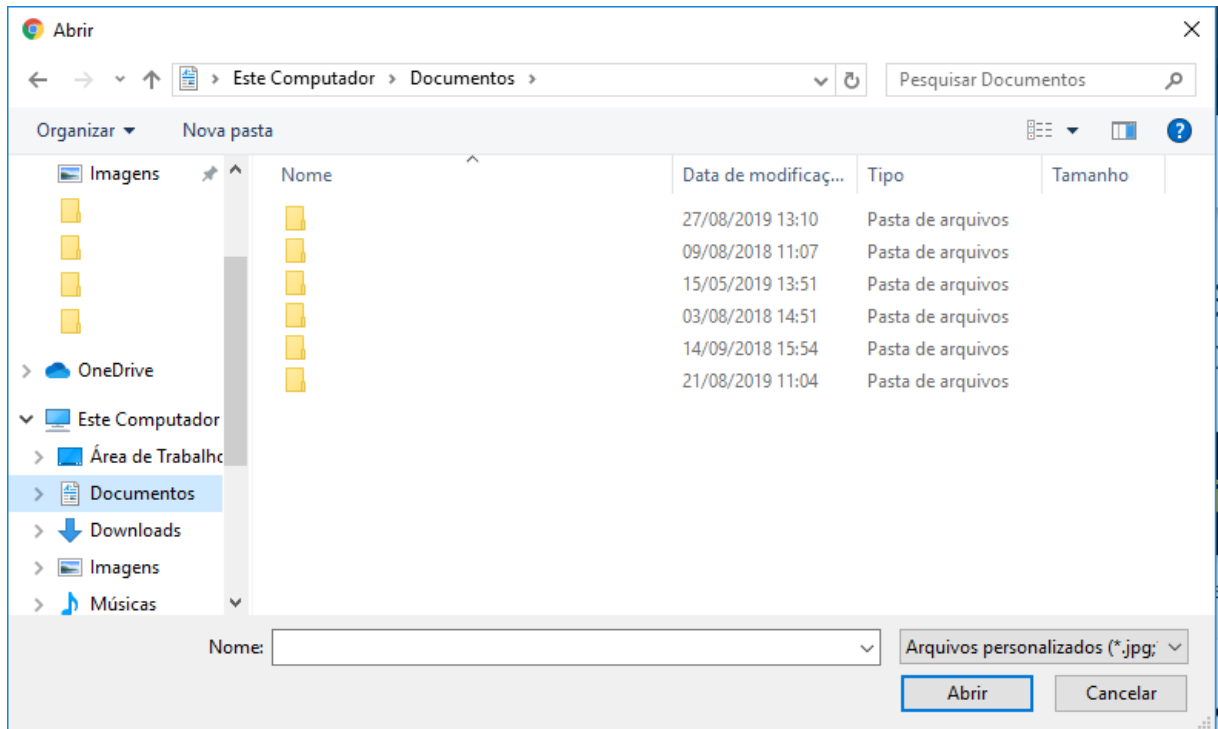 Abrir
Este Computador > Documentos >
Pesquisar Documentos
Organizar
Nova pasta
Imagens
OneDrive
Este Computador
Área de Trabalho
Documentos
Downloads
Imagens
Músicas
Nome Data de modificaç... Tipo Tamanho
27/08/2019 13:10 Pasta de arquivos
09/08/2018 11:07 Pasta de arquivos
15/05/2019 13:51 Pasta de arquivos
03/08/2018 14:51 Pasta de arquivos
14/09/2018 15:54 Pasta de arquivos
21/08/2019 11:04 Pasta de arquivos
Nome:
Arquivos personalizados (*.jpg;
Abrir
Cancelar